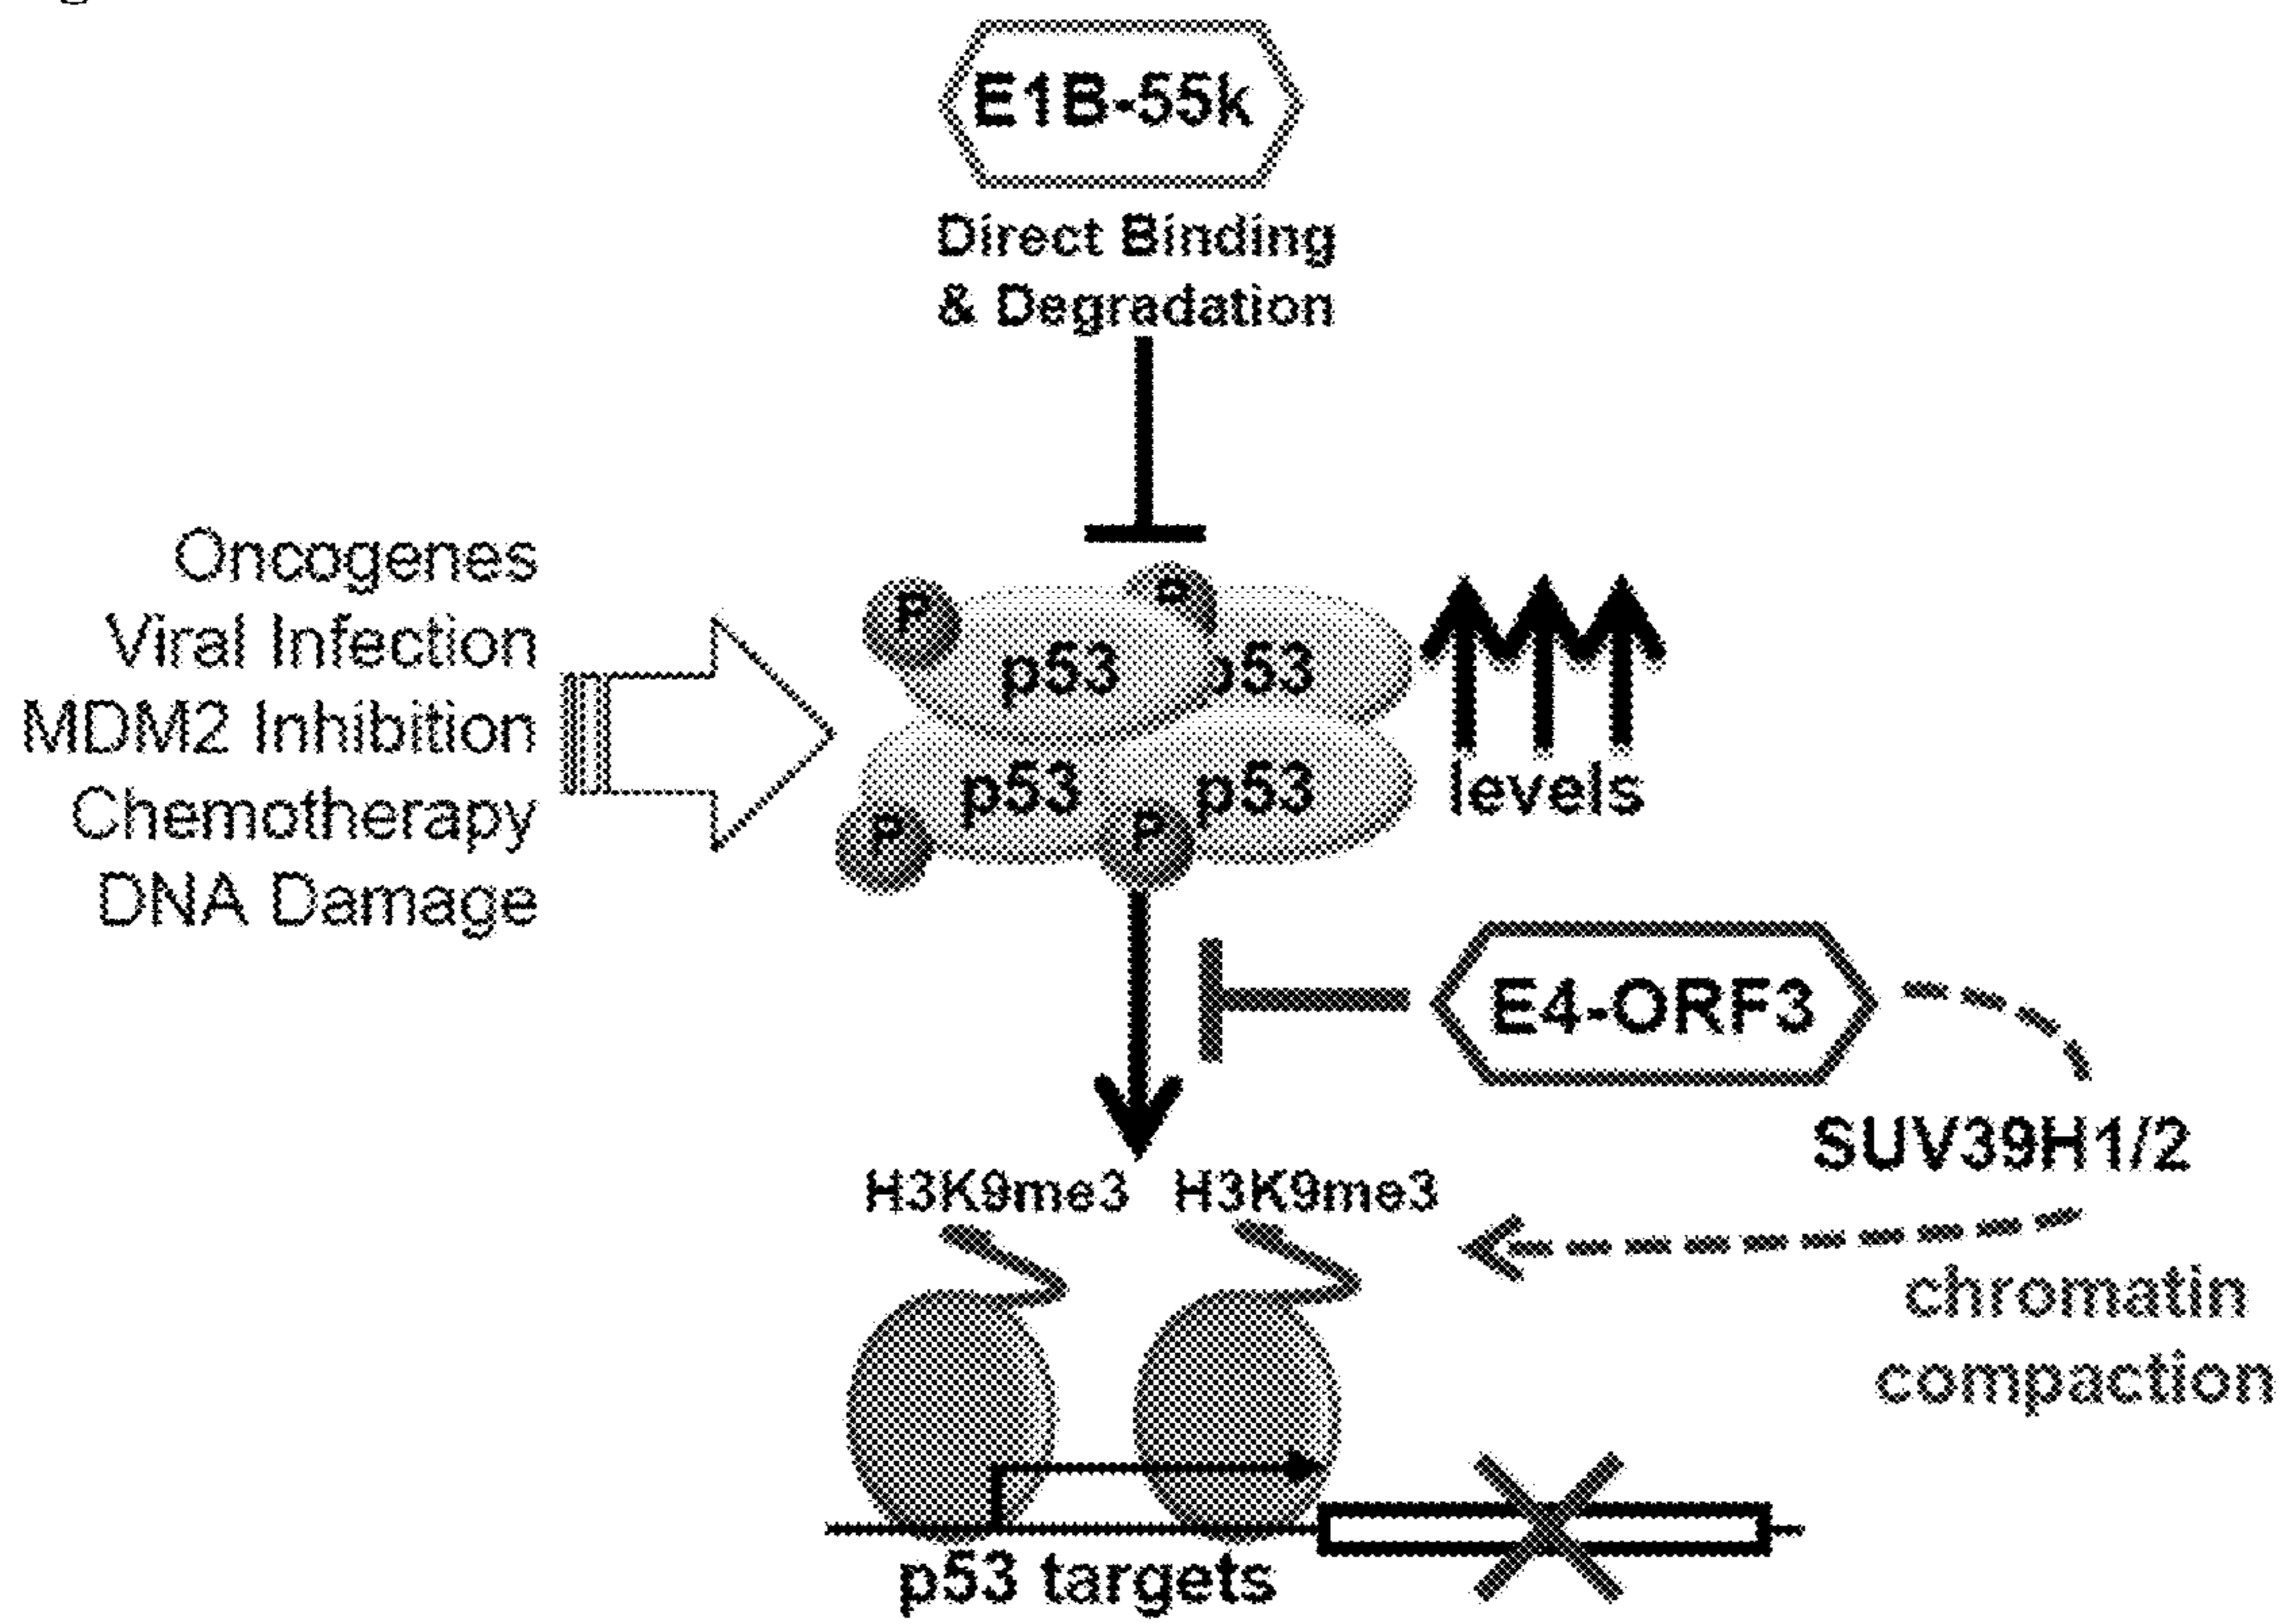 E1B-55k
Direct Binding
& Degradation
Oncogenes
Viral Infection
MDM2 Inhibition
Chemotherapy
DNA Damage
P
P
p53
p53
p53
p53
P
P
levels
E4-ORF3
SUV39H1/2
H3K9me3 H3K9me3
chromatin
compaction
p53 targets